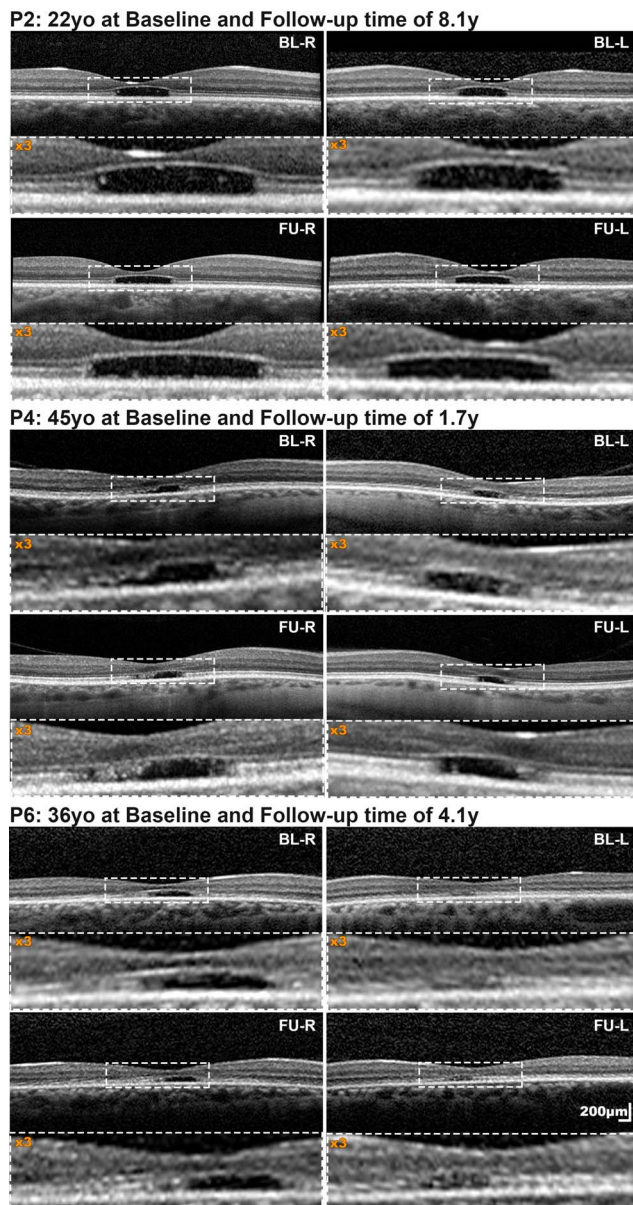 P2: 22yo at Baseline and Follow-up time of 8.1y
BL-R BL-L
x3 x3
FU-R FU-L
x3 x3
P4: 45yo at Baseline and Follow-up time of 1.7y
BL-R BL-L
x3 x3
FU-R FU-L
x3 x3
P6: 36yo at Baseline and Follow-up time of 4.1y
BL-R BL-L
x3 x3
FU-R FU-L
200µm
x3 x3